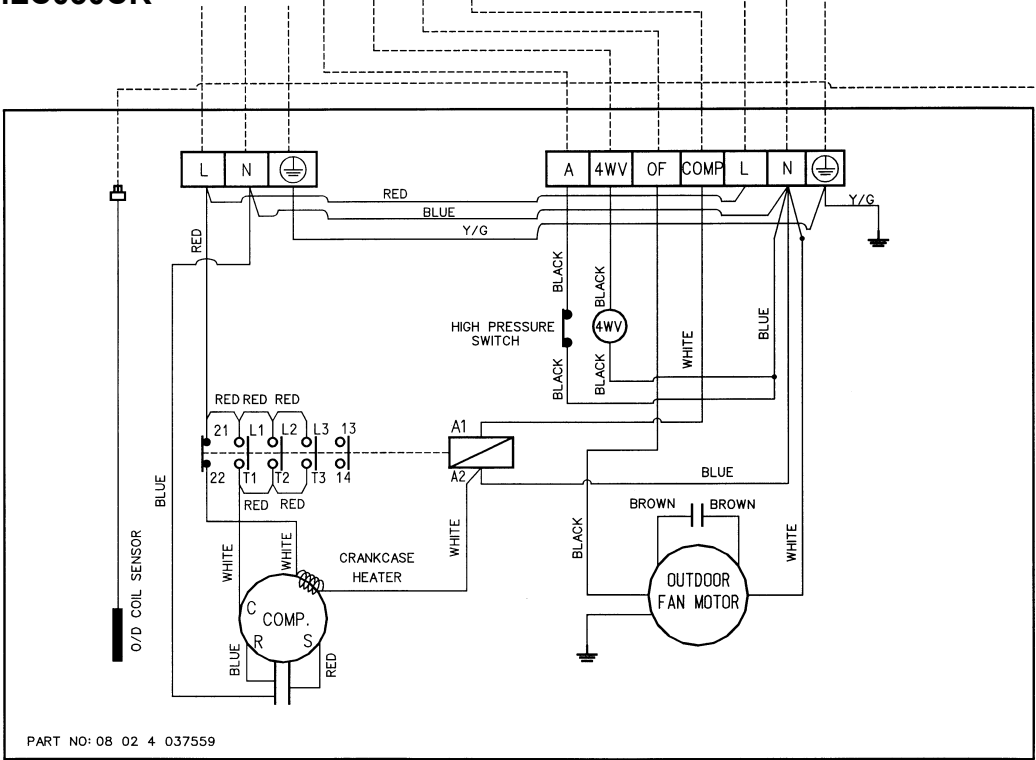 L N A 4WV OF COMP L N
RED
BLUE
Y/G
Y/G
RED
BLACK
BLACK
HIGH PRESSURE
SWITCH
4WV
BLUE
WHITE
BLACK
BLACK
RED RED RED
21 L1 L2 L3 13
22 T1 T2 T3 14
RED RED
A1
A2
BLUE
BLUE
BROWN BROWN
WHITE
WHITE
WHITE
BLACK
WHITE
CRANKCASE
HEATER
O/D COIL SENSOR
C COMP.
R S
BLUE
RED
OUTDOOR
FAN MOTOR
PART NO: 08 02 4 037559